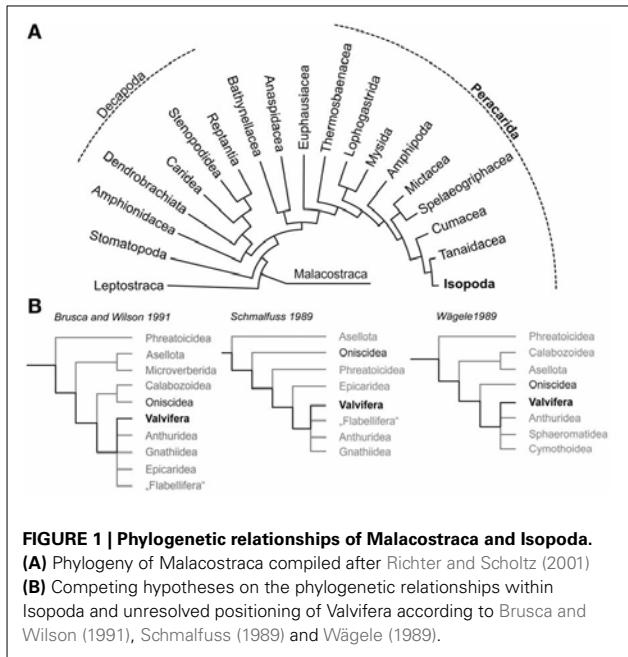 A
Decapoda
Peracarida
Leptostraca
Stomatopoda
Amphionidacea
Dendrobrachiata
Caridea
Stenopodidea
Reptantia
Bathynellacea
Anaspidacea
Euphausiacea
Thermosbaenacea
Lophogastrida
Mysida
Amphipoda
Mictacea
Spelaeogriphacea
Cumacea
Tanaidacea
Isopoda
Malacostraca
B
Brusca and Wilson 1991
Phreatoicidea
Asellota
Microverberida
Calabozoidea
Oniscidea
Valvifera
Anthuridea
Gnathiidea
Epicaridea
„Flabellifera“
Schmalfuss 1989
Asellota
Oniscidea
Phreatoicidea
Epicaridea
Valvifera
„Flabellifera“
Anthuridea
Gnathiidea
Wägele1989
Phreatoicidea
Calabozoidea
Asellota
Oniscidea
Valvifera
Anthuridea
Sphaeromatidea
Cymothoidea
FIGURE 1 | Phylogenetic relationships of Malacostraca and Isopoda.
(A) Phylogeny of Malacostraca compiled after Richter and Scholtz (2001)
(B) Competing hypotheses on the phylogenetic relationships within
Isopoda and unresolved positioning of Valvifera according to Brusca and
Wilson (1991), Schmalfuss (1989) and Wägele (1989).